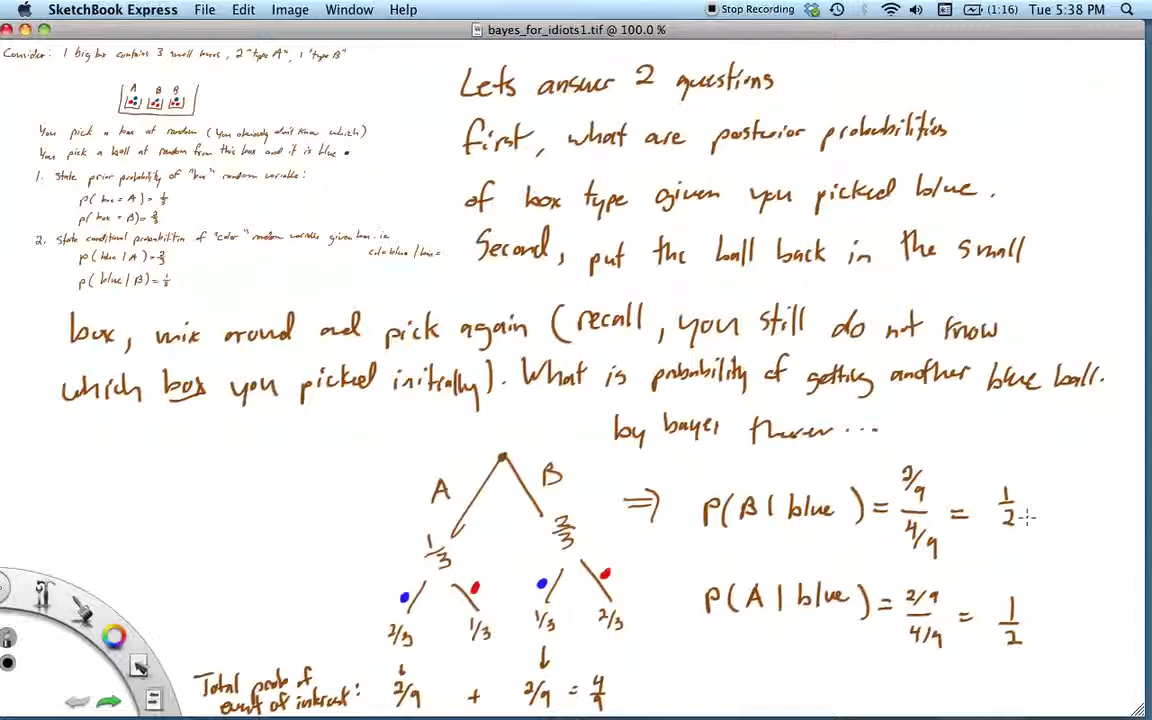 SketchBook Express File Edit Image Window Help Stop Recording (1:16) Tue 5:38 PM
bayes_for_idiots1.tif @ 100.0 %
Consider: 1 big box contains 3 small boxes, 2 "type A", 1 "type B"
A B B
You pick a box at random (you obviously don't know which)
You pick a ball at random from this box and it is blue
1. State prior probability of "box" random variable:
p(box = A) = 1/3
p(box = B) = 2/3
2. State conditional probabilities of "color" random variable given box. ie
color = blue | box =
p(blue | A) = 2/3
p(blue | B) = 1/3
Lets answer 2 questions
first, what are posterior probabilities
of box type given you picked blue.
Second, put the ball back in the small
box, mix around and pick again (recall, you still do not know
which box you picked initially). What is probability of getting another blue ball.
by bayes ...
A B
1/3 2/3
2/3 1/3 1/3 2/3
Total prob of
event of interest: 2/9 + 2/9 = 4/9
⇒ P(B | blue) = 2/9 / 4/9 = 1/2
P(A | blue) = 2/9 / 4/9 = 1/2